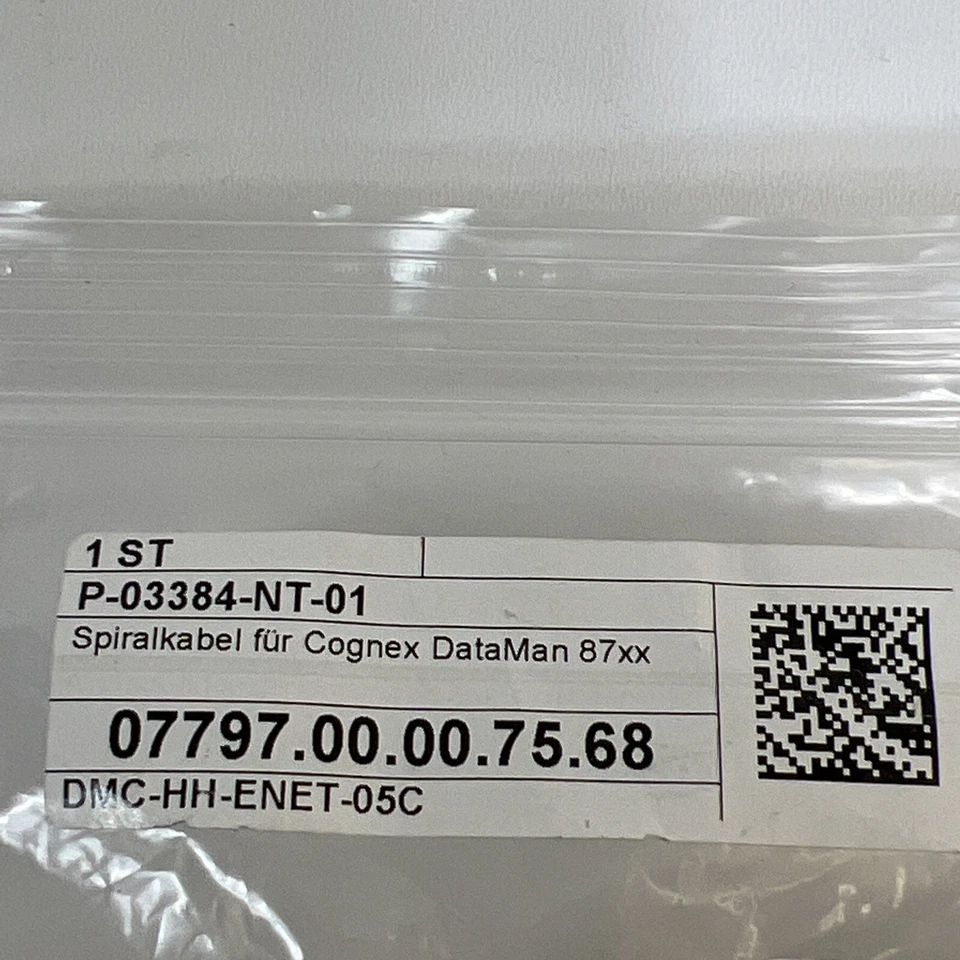 1 ST
P-03384-NT-01
Spiralkabel für Cognex DataMan 87xx
07797.00.00.75.68
DMC-HH-ENET-05C